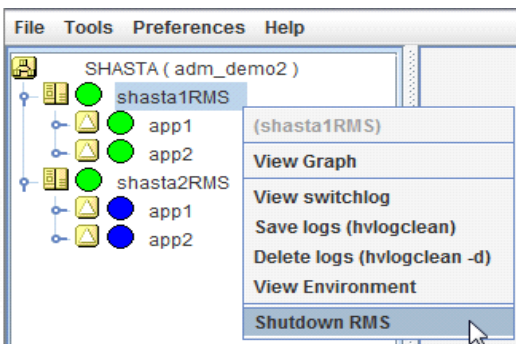 File Tools Preferences Help
SHASTA ( adm_demo2 )
shasta1RMS
app1
app2
shasta2RMS
app1
app2
(shasta1RMS)
View Graph
View switchlog
Save logs (hvlogclean)
Delete logs (hvlogclean -d)
View Environment
Shutdown RMS